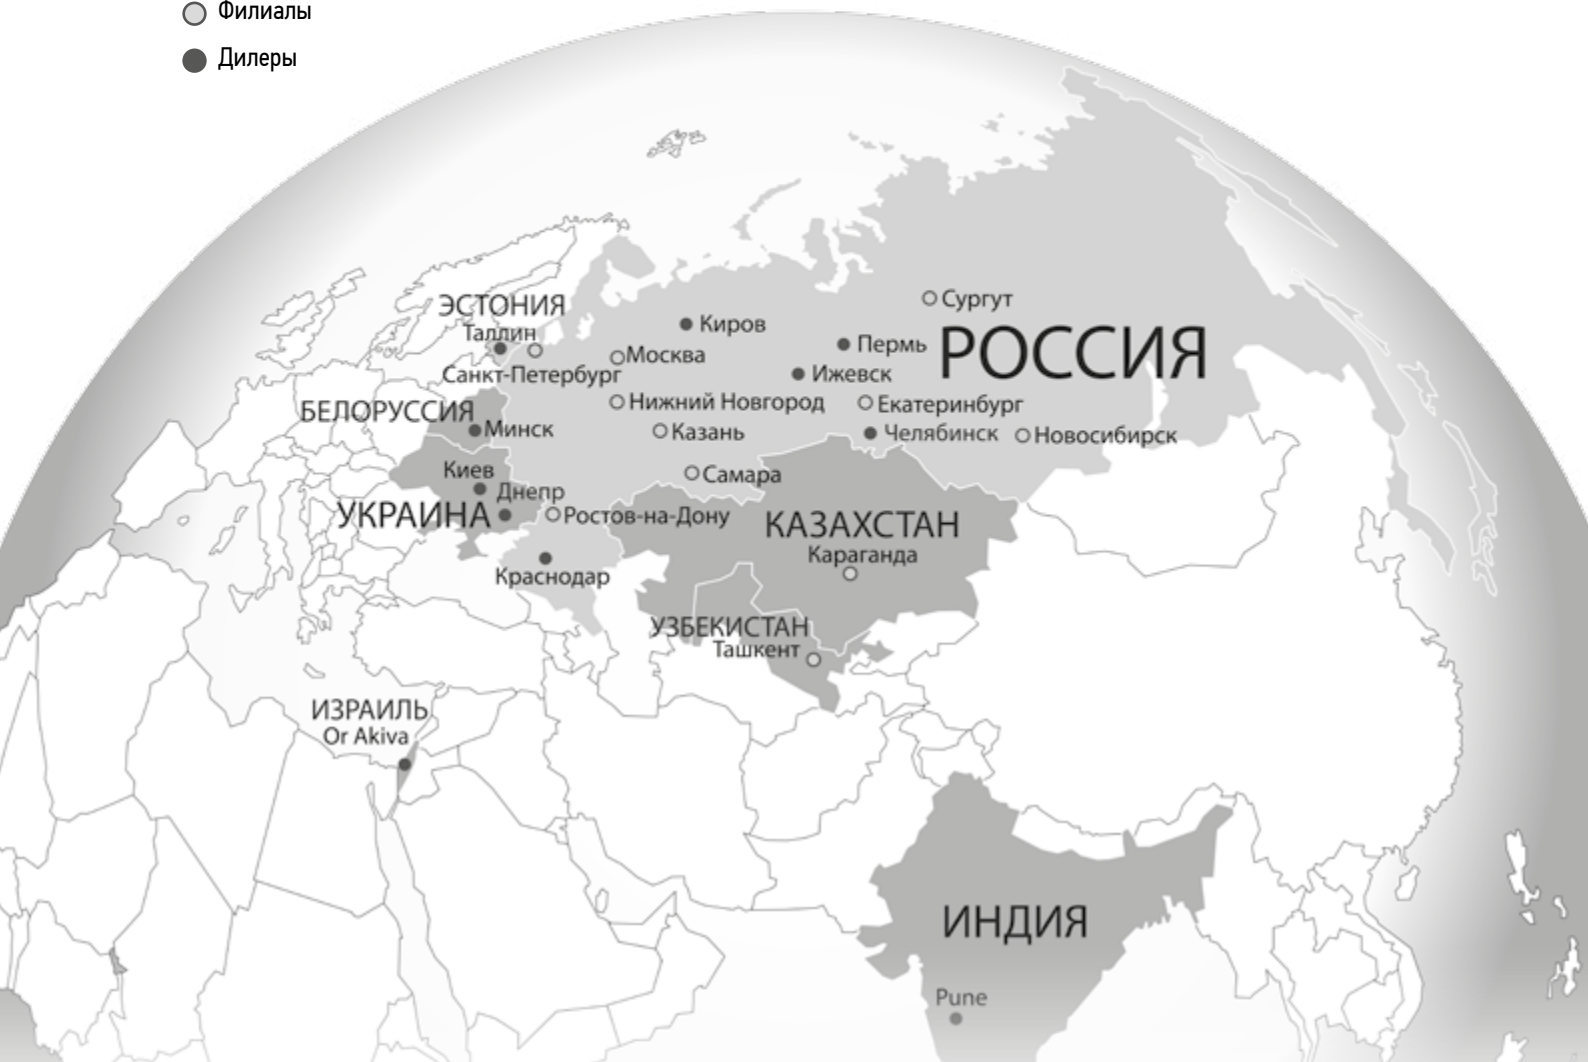 Филиалы
Дилеры
Сургут
ЭСТОНИЯ
Таллин
Киров
РОССИЯ
Пермь
Москва
Санкт-Петербург
Ижевск
Нижний Новгород
Екатеринбург
БЕЛОРУССИЯ
Минск
Казань
Челябинск
Новосибирск
Киев
Самара
Днепр
УКРАИНА
Ростов-на-Дону
КАЗАХСТАН
Караганда
Краснодар
УЗБЕКИСТАН
Ташкент
ИЗРАИЛЬ
Or Akiva
ИНДИЯ
Pune